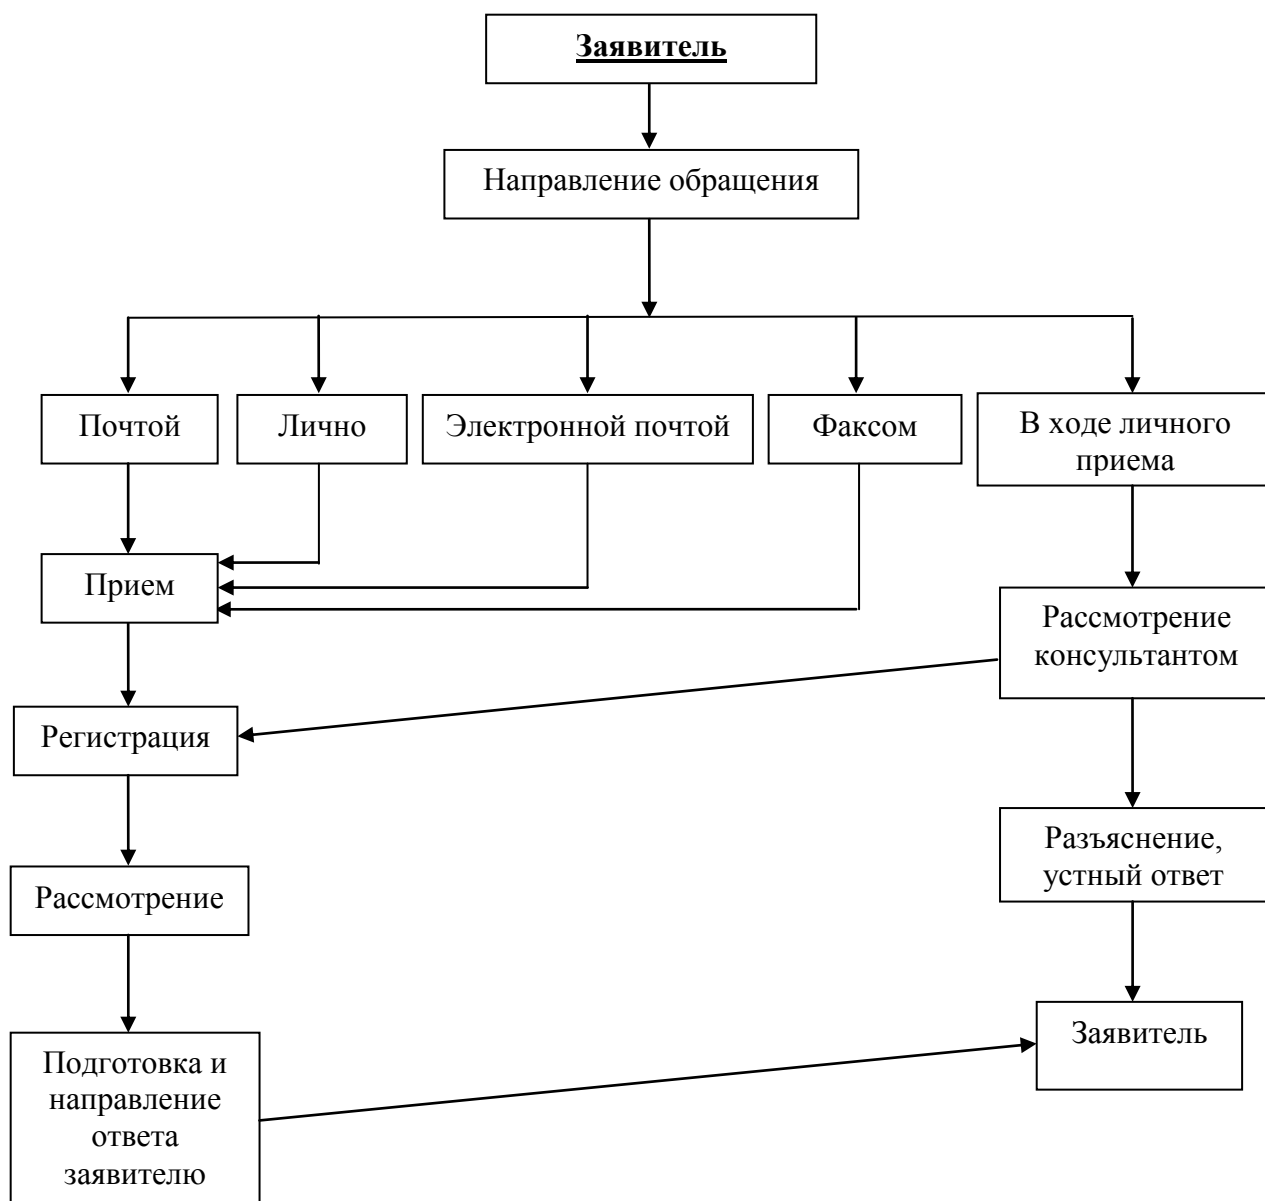 Заявитель
Направление обращения
Почтой
Лично
Электронной почтой
Факсом
В ходе личного
приема
Прием
Рассмотрение
консультантом
Регистрация
Разъяснение,
устный ответ
Рассмотрение
Заявитель
Подготовка и
направление
ответа
заявителю